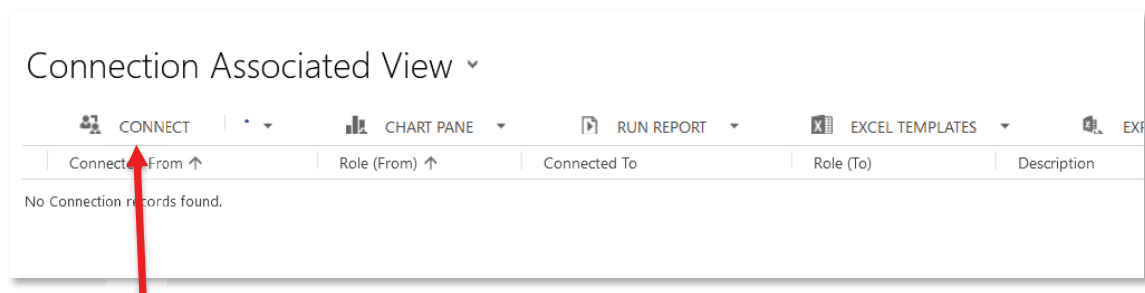 Connection Associated View
CONNECT CHART PANE RUN REPORT EXCEL TEMPLATES
Connected From Role (From) Connected To Role (To) Description
No Connection records found.